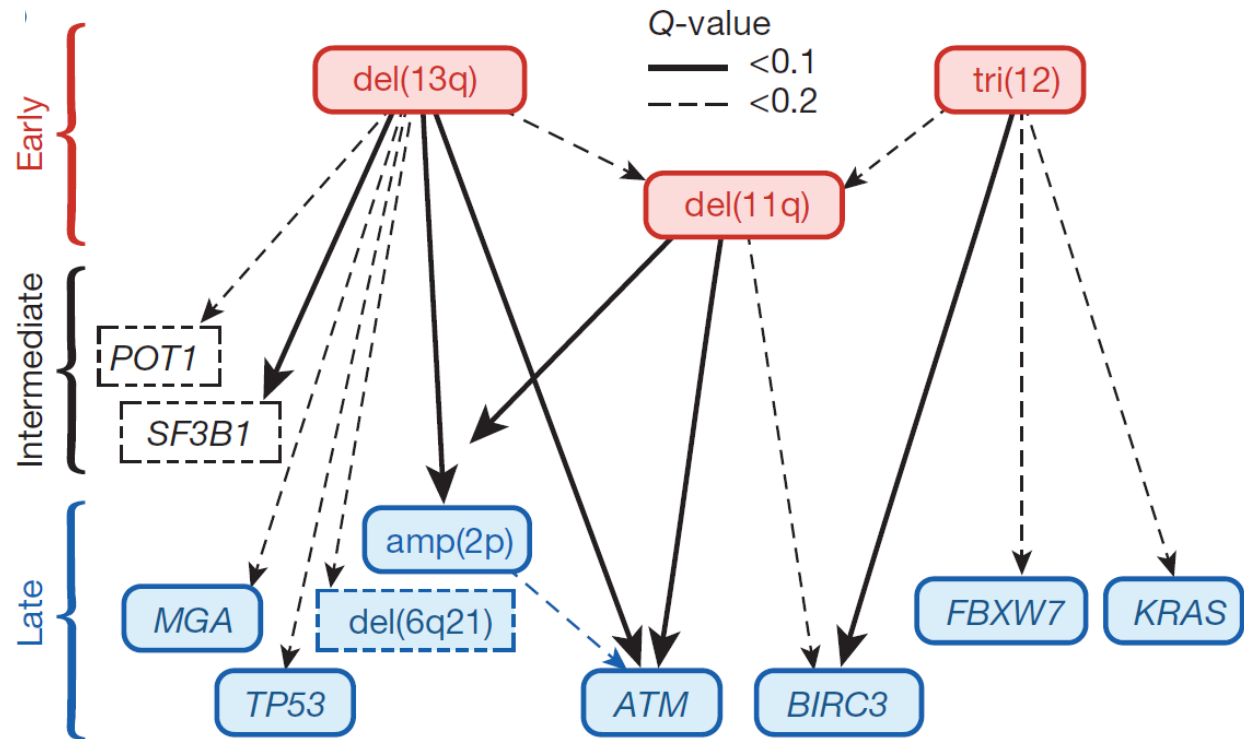 Q-value
<0.1
<0.2
Early
del(13q)
tri(12)
del(11q)
Intermediate
POT1
SF3B1
Late
amp(2p)
MGA
del(6q21)
FBXW7
KRAS
TP53
ATM
BIRC3